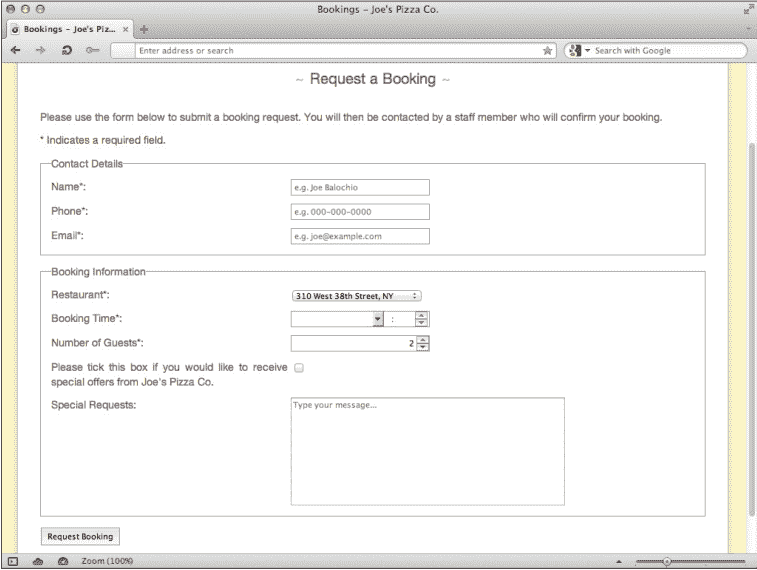 Bookings – Joe's Pizza Co.
Bookings – Joe's Piz...
Enter address or search
Search with Google
~ Request a Booking ~
Please use the form below to submit a booking request. You will then be contacted by a staff member who will confirm your booking.
* Indicates a required field.
Contact Details
Name*:
e.g. Joe Balochio
Phone*:
e.g. 000-000-0000
Email*:
e.g. joe@example.com
Booking Information
Restaurant*:
310 West 38th Street, NY
Booking Time*:
:
Number of Guests*:
2
Please tick this box if you would like to receive
special offers from Joe's Pizza Co.
Special Requests:
Type your message...
Request Booking
Zoom (100%)